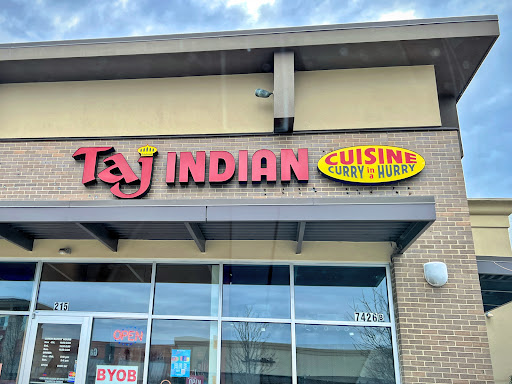 Taj INDIAN
CUISINE
CURRY in a HURRY
215
7426
OPEN
BYOB